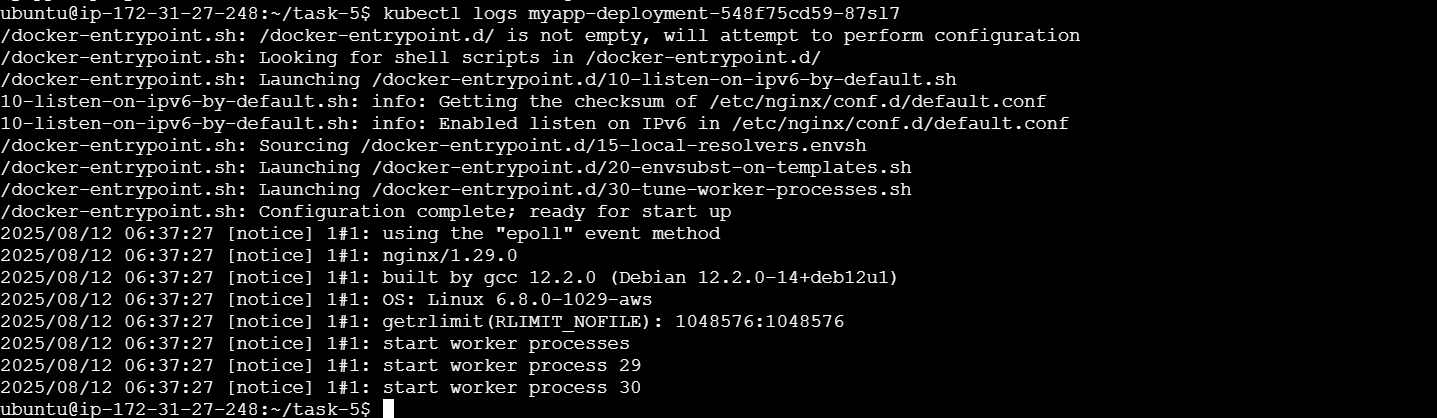 ubuntu@ip-172-31-27-248:~/task-5$ kubectl logs myapp-deployment-548f75cd59-87sl7
/docker-entrypoint.sh: /docker-entrypoint.d/ is not empty, will attempt to perform configuration
/docker-entrypoint.sh: Looking for shell scripts in /docker-entrypoint.d/
/docker-entrypoint.sh: Launching /docker-entrypoint.d/10-listen-on-ipv6-by-default.sh
10-listen-on-ipv6-by-default.sh: info: Getting the checksum of /etc/nginx/conf.d/default.conf
10-listen-on-ipv6-by-default.sh: info: Enabled listen on IPv6 in /etc/nginx/conf.d/default.conf
/docker-entrypoint.sh: Sourcing /docker-entrypoint.d/15-local-resolvers.envsh
/docker-entrypoint.sh: Launching /docker-entrypoint.d/20-envsubst-on-templates.sh
/docker-entrypoint.sh: Launching /docker-entrypoint.d/30-tune-worker-processes.sh
/docker-entrypoint.sh: Configuration complete; ready for start up
2025/08/12 06:37:27 [notice] 1#1: using the "epoll" event method
2025/08/12 06:37:27 [notice] 1#1: nginx/1.29.0
2025/08/12 06:37:27 [notice] 1#1: built by gcc 12.2.0 (Debian 12.2.0-14+deb12u1)
2025/08/12 06:37:27 [notice] 1#1: OS: Linux 6.8.0-1029-aws
2025/08/12 06:37:27 [notice] 1#1: getrlimit(RLIMIT_NOFILE): 1048576:1048576
2025/08/12 06:37:27 [notice] 1#1: start worker processes
2025/08/12 06:37:27 [notice] 1#1: start worker process 29
2025/08/12 06:37:27 [notice] 1#1: start worker process 30
ubuntu@ip-172-31-27-248:~/task-5$